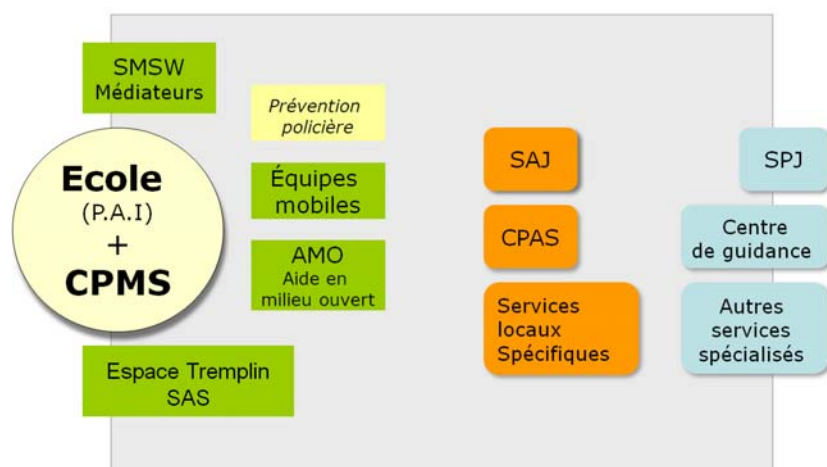 SMSW
Médiateurs
Ecole
(P.A.I)
+
CPMS
Espace Tremplin
SAS
Prévention
policière
Équipes
mobiles
AMO
Aide en
milieu ouvert
SAJ
CPAS
Services
locaux
Spécifiques
SPJ
Centre
de guidance
Autres
services
spécialisés